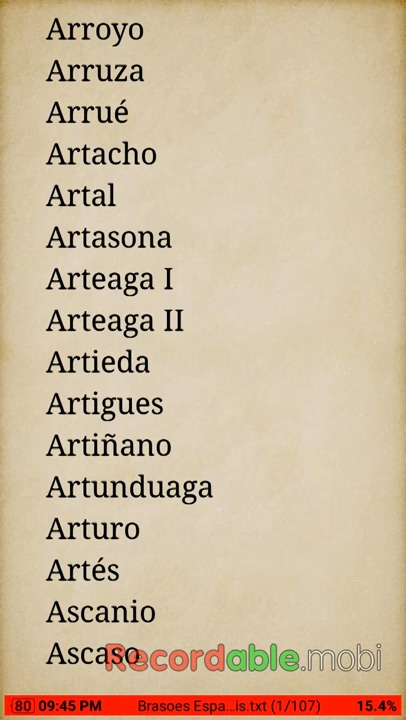 Arroyo
Arruza
Arrué
Artacho
Artal
Artasona
Arteaga I
Arteaga II
Artieda
Artigues
Artiñano
Artunduaga
Arturo
Artés
Ascanio
Ascaso
Recordable.mobi
80 09:45 PM Brasoes Espa...is.txt (1/107) 15.4%